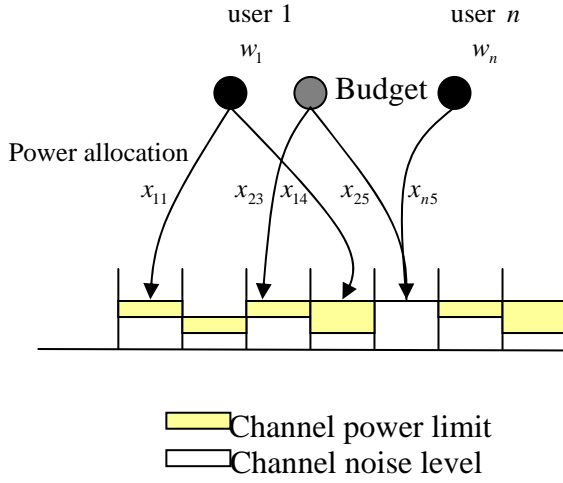 user 1 user n
w₁ wₙ
Budget
Power allocation
x₁₁ x₂₃ x₁₄ x₂₅ xₙ₅
Channel power limit
Channel noise level